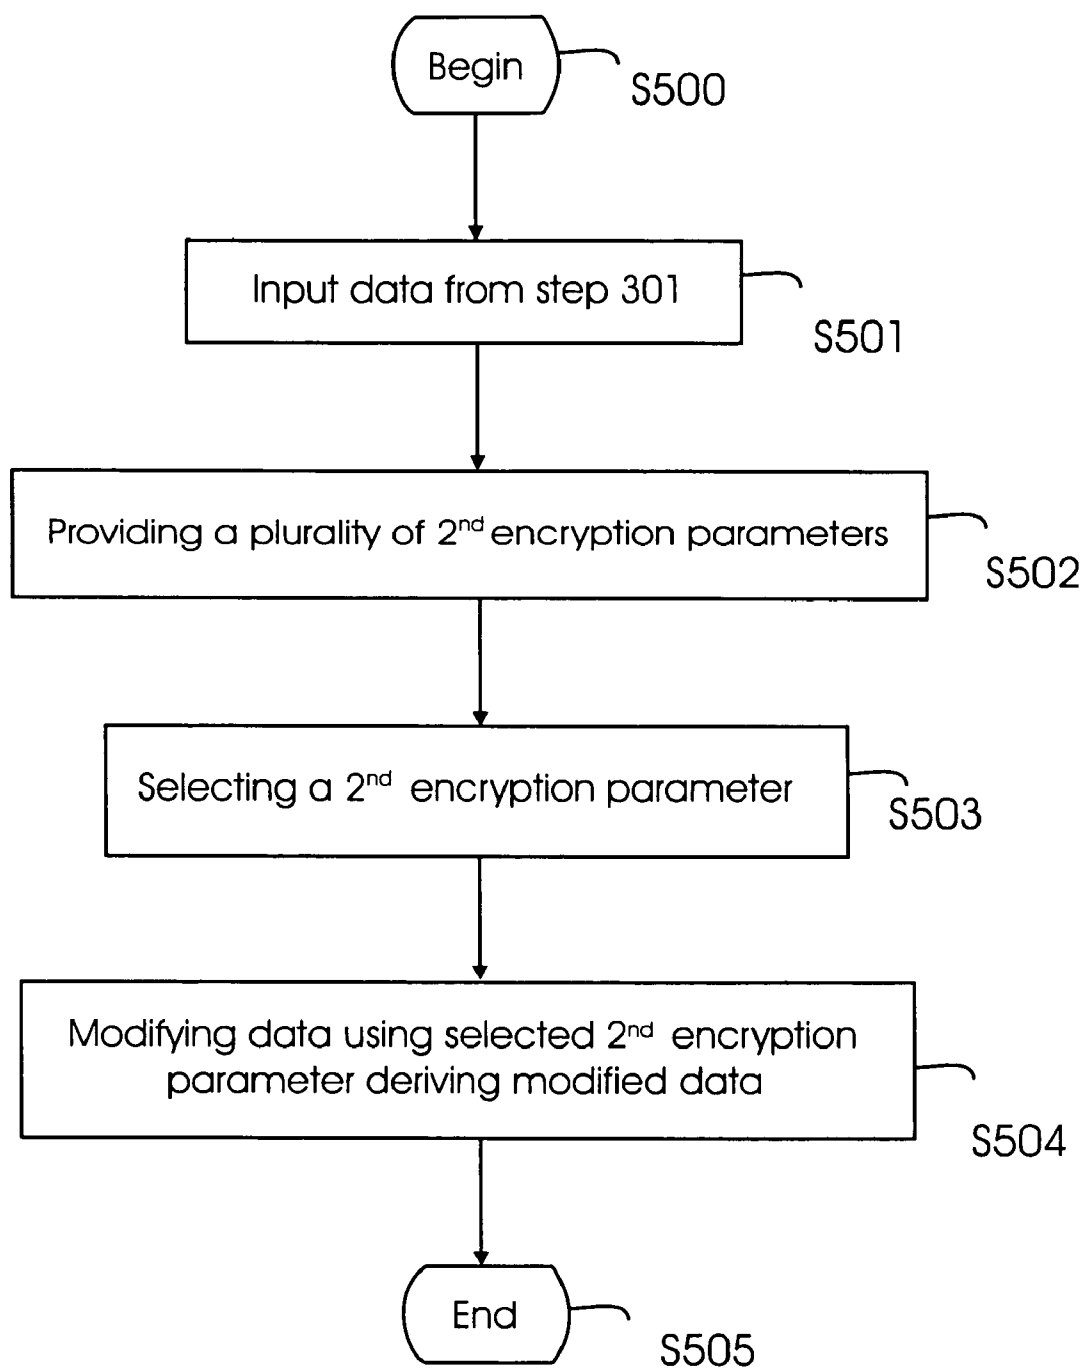 Begin
S500
Input data from step 301
S501
Providing a plurality of 2nd encryption parameters
S502
Selecting a 2nd encryption parameter
S503
Modifying data using selected 2nd encryption
parameter deriving modified data
S504
End
S505